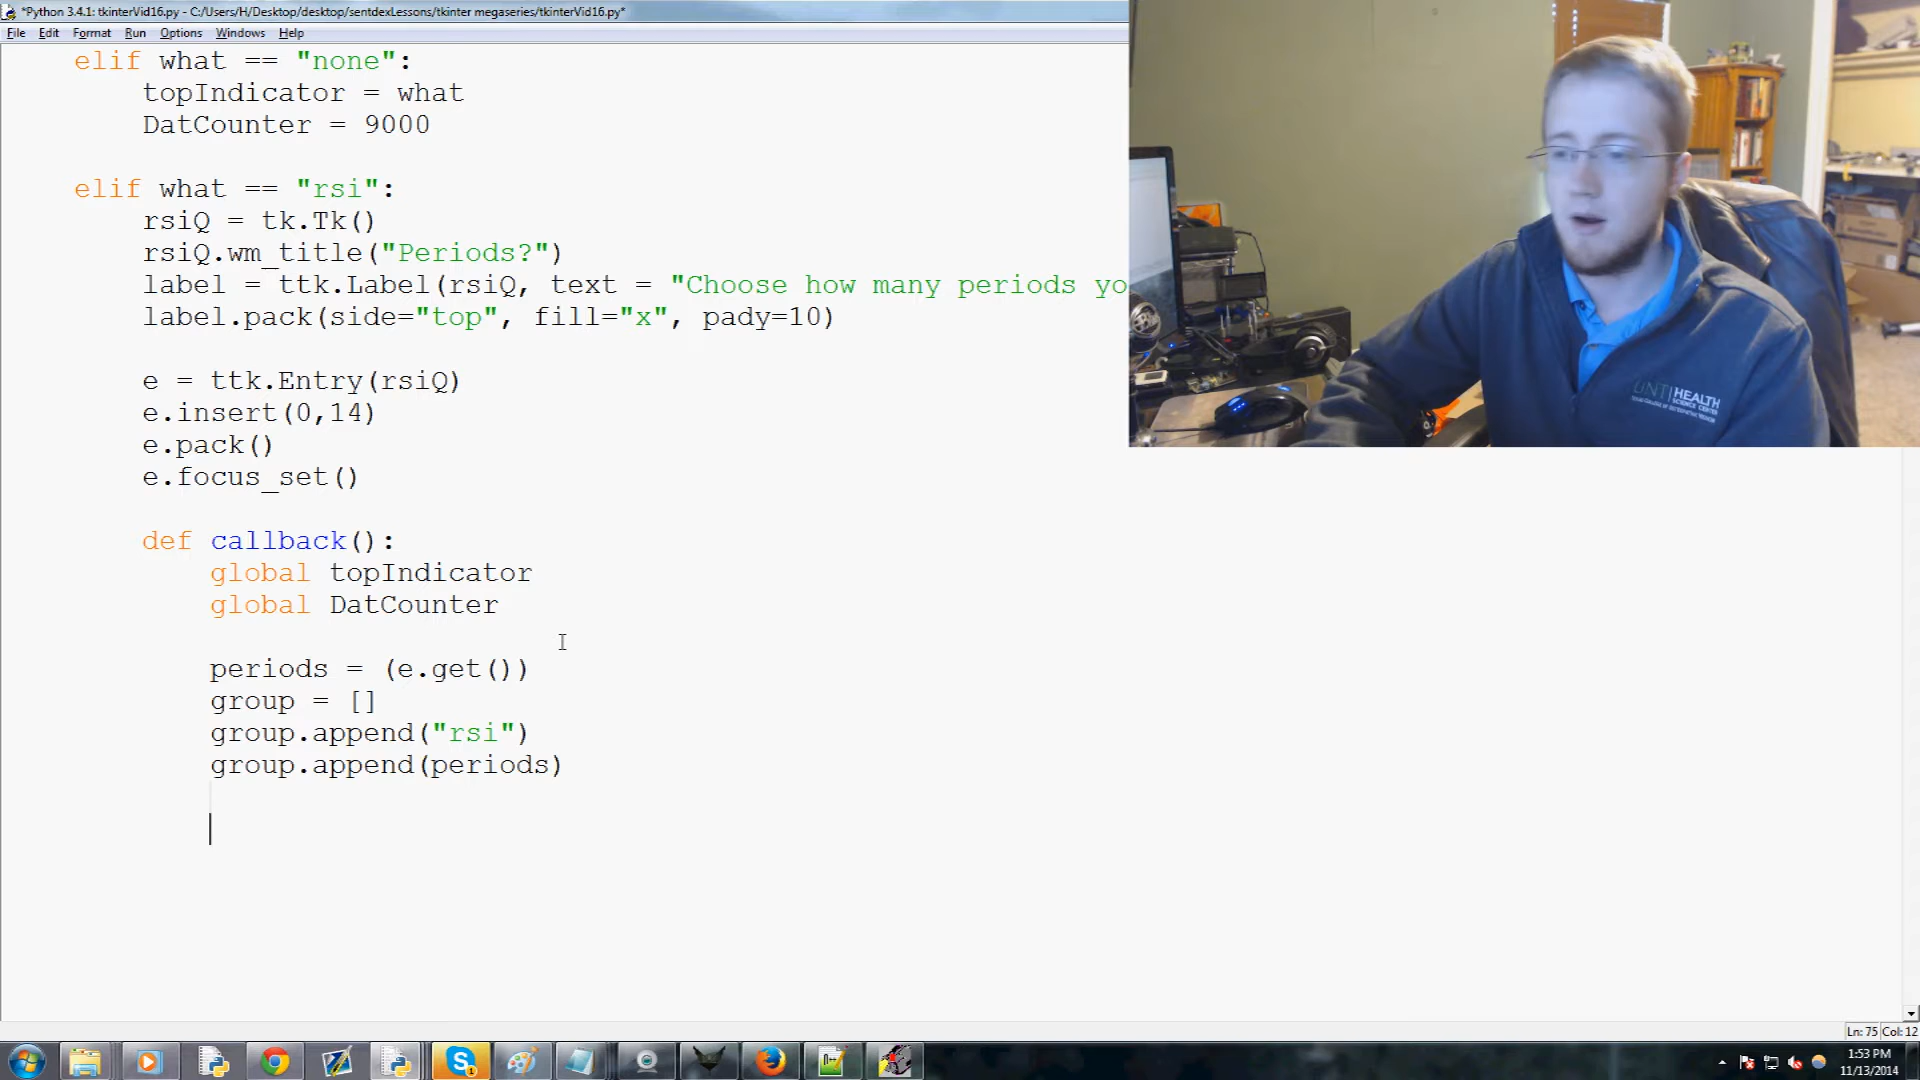 *Python 3.4.1: tkinterVid16.py - C:/Users/H/Desktop/desktop/sentdexLessons/tkinter megaseries/tkinterVid16.py*
File Edit Format Run Options Windows Help
elif what == "none":
topIndicator = what
DatCounter = 9000
elif what == "rsi":
rsiQ = tk.Tk()
rsiQ.wm_title("Periods?")
label = ttk.Label(rsiQ, text = "Choose how many periods yo
label.pack(side="top", fill="x", pady=10)
e = ttk.Entry(rsiQ)
e.insert(0,14)
e.pack()
e.focus_set()
def callback():
global topIndicator
global DatCounter
periods = (e.get())
group = []
group.append("rsi")
group.append(periods)
UNT HEALTH
SCIENCE CENTER
Ln: 75 Col: 12
1:53 PM
11/13/2014